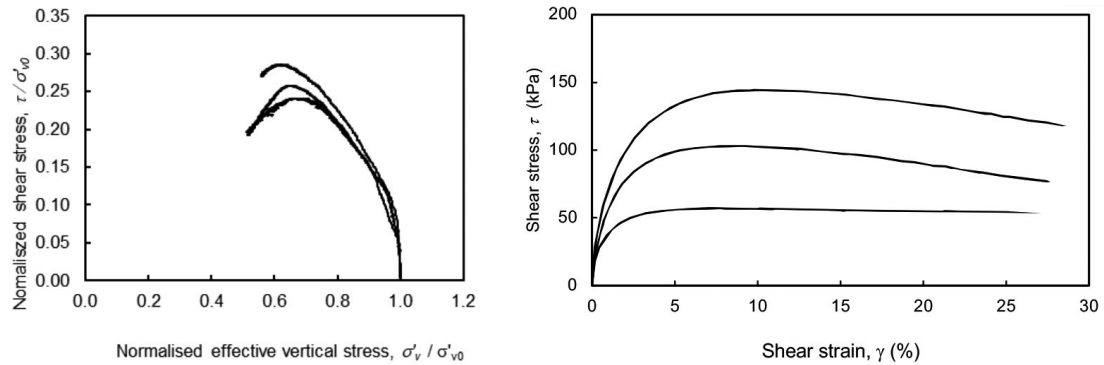 0.35
0.30
0.25
0.20
0.15
0.10
0.05
0.00
Nomaliszed shear stress, τ / σ'v0
0.0 0.2 0.4 0.6 0.8 1.0 1.2
Normalised effective vertical stress, σ'v / σ'v0
200
150
100
50
0
Shear stress, τ (kPa)
0 5 10 15 20 25 30
Shear strain, γ (%)